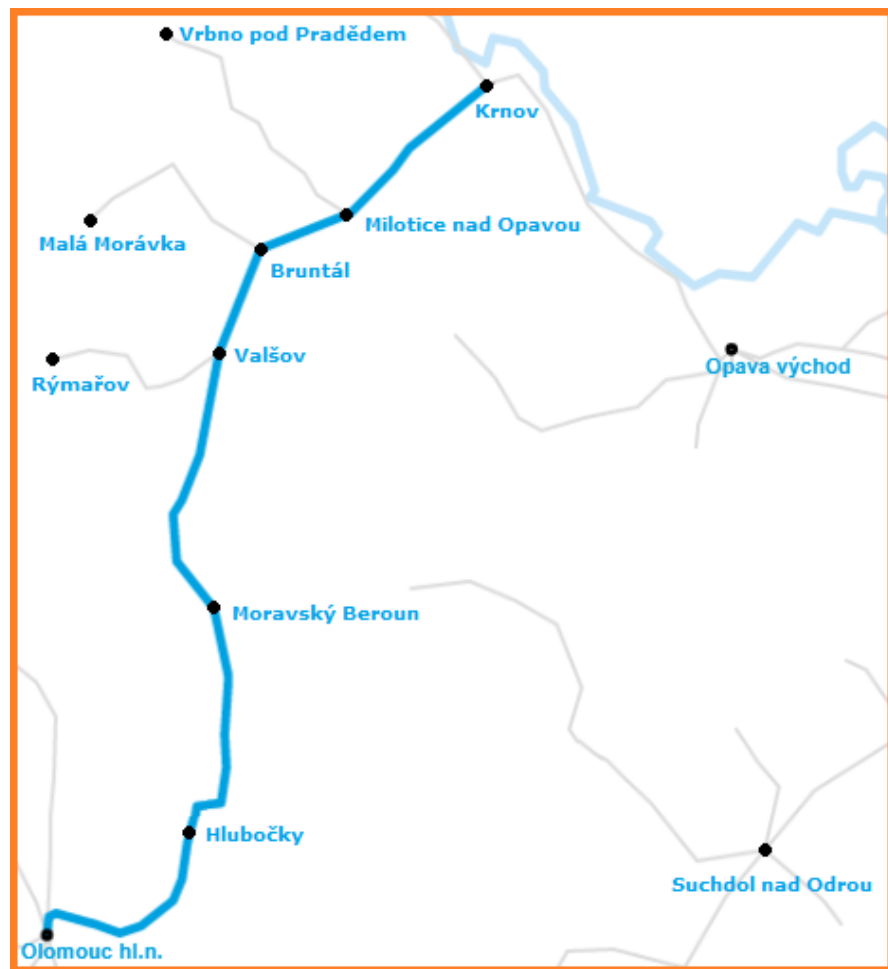 Vrbno pod Pradědem
Krnov
Milotice nad Opavou
Malá Morávka
Bruntál
Valšov
Opava východ
Rýmařov
Moravský Beroun
Hlubočky
Suchdol nad Odrou
Olomouc hl.n.